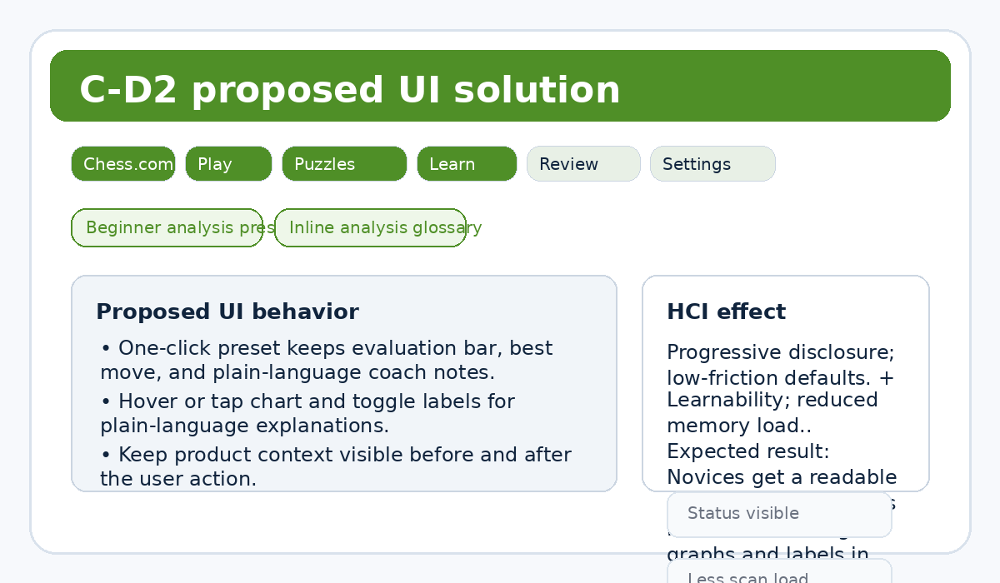 C-D2 proposed UI solution
Chess.com Play Puzzles Learn Review Settings
Beginner analysis pres Inline analysis glossary
Proposed UI behavior
• One-click preset keeps evaluation bar, best
move, and plain-language coach notes.
• Hover or tap chart and toggle labels for
plain-language explanations.
• Keep product context visible before and after
the user action.
HCI effect
Progressive disclosure;
low-friction defaults. +
Learnability; reduced
memory load..
Expected result:
Novices get a readable
Status visible
graphs and labels in
Less scan load